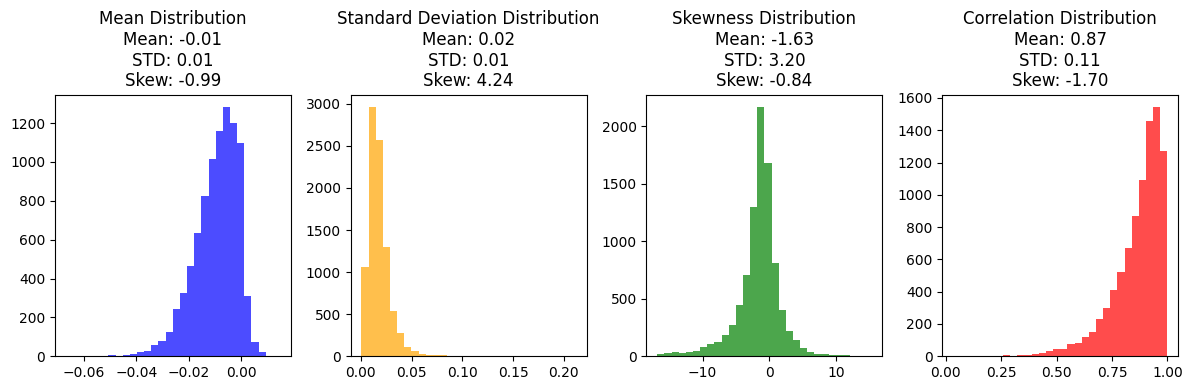 Mean Distribution
Mean: -0.01
STD: 0.01
Skew: -0.99
1200
1000
800
600
400
200
0
−0.06 −0.04 −0.02 0.00
Standard Deviation Distribution
Mean: 0.02
STD: 0.01
Skew: 4.24
3000
2500
2000
1500
1000
500
0
0.00 0.05 0.10 0.15 0.20
Skewness Distribution
Mean: -1.63
STD: 3.20
Skew: -0.84
2000
1500
1000
500
0
−10 0 10
Correlation Distribution
Mean: 0.87
STD: 0.11
Skew: -1.70
1600
1400
1200
1000
800
600
400
200
0
0.00 0.25 0.50 0.75 1.00